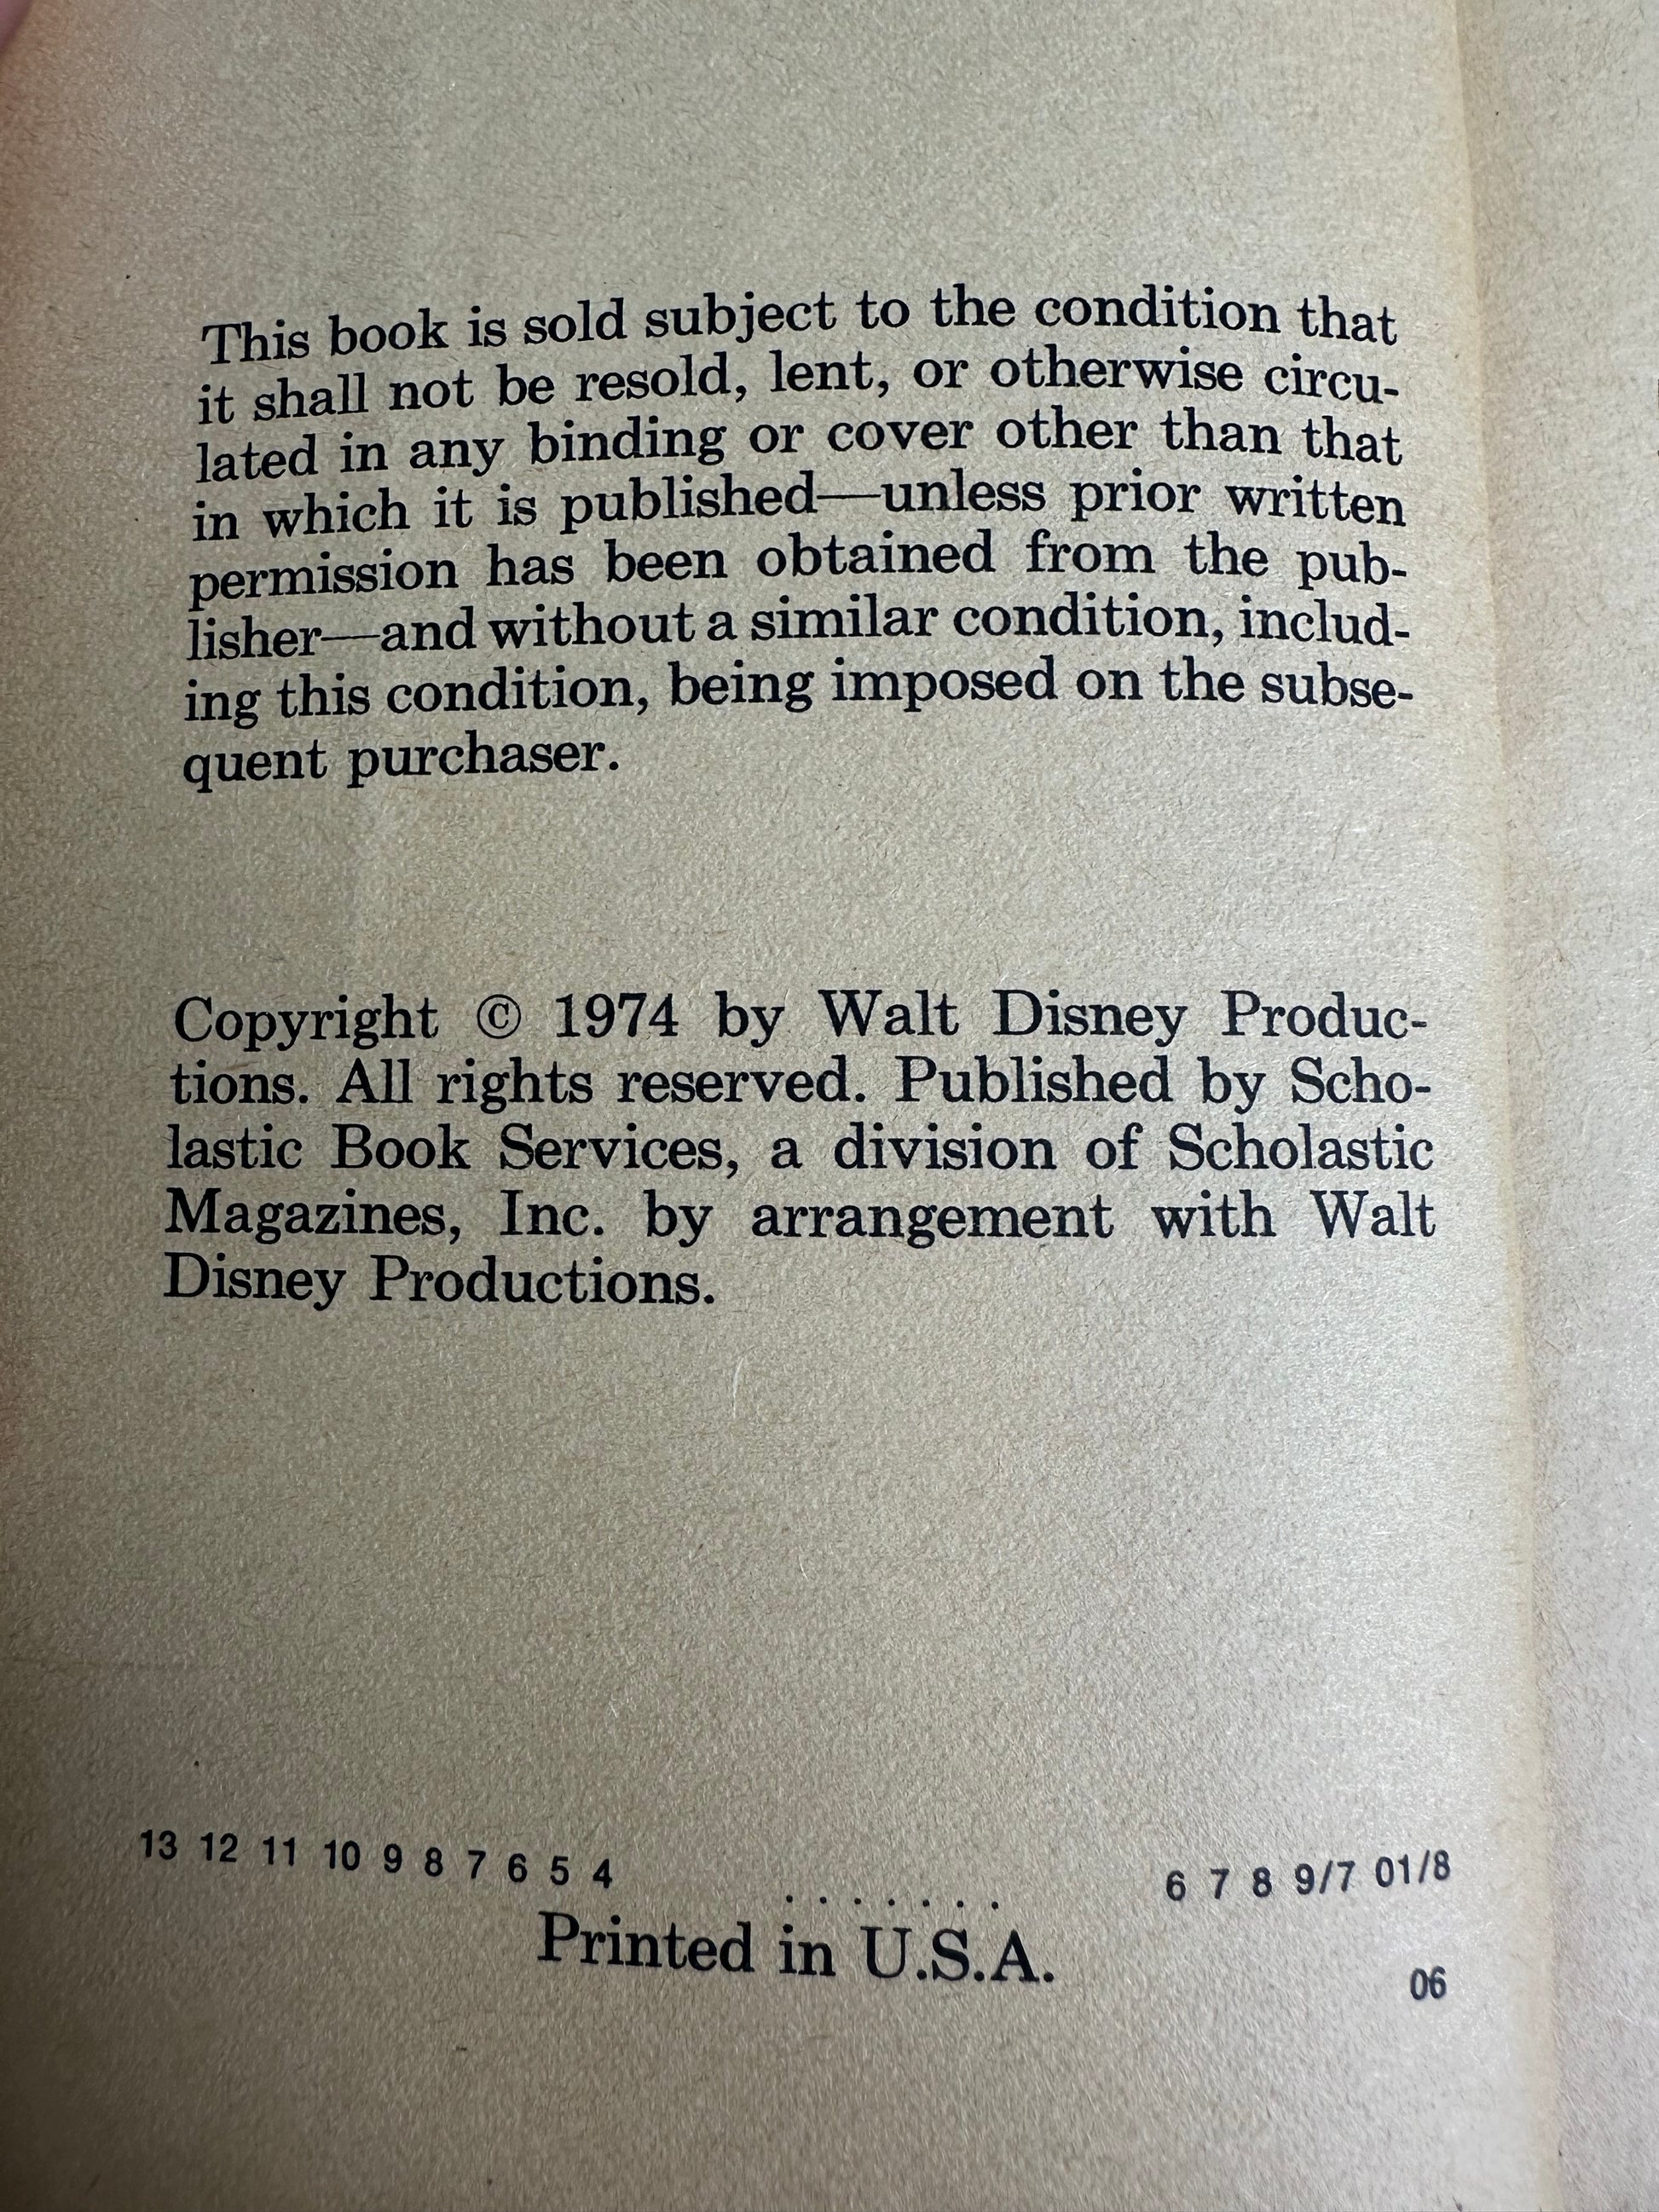 This book is sold subject to the condition that
it shall not be resold, lent, or otherwise circu-
lated in any binding or cover other than that
in which it is published—unless prior written
permission has been obtained from the pub-
lisher—and without a similar condition, includ-
ing this condition, being imposed on the subse-
quent purchaser.
Copyright © 1974 by Walt Disney Produc-
tions. All rights reserved. Published by Scho-
lastic Book Services, a division of Scholastic
Magazines, Inc. by arrangement with Walt
Disney Productions.
13 12 11 10 9 8 7 6 5 4 6 7 8 9/7 01/8
Printed in U.S.A.
06